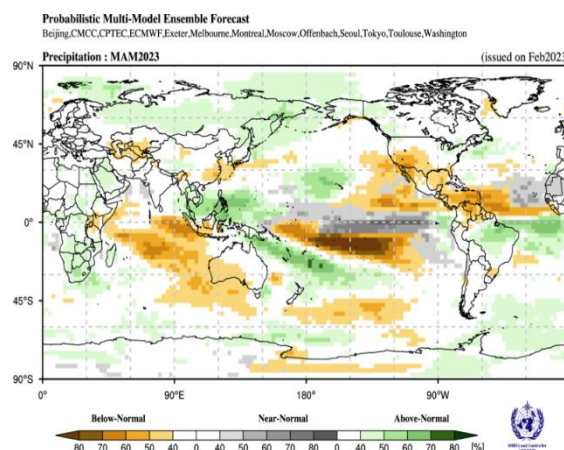 Probabilistic Multi-Model Ensemble Forecast
Beijing,CMCC,CPTEC,ECMWF,Exeter,Melbourne,Montreal,Moscow,Offenbach,Seoul,Tokyo,Toulouse,Washington
Precipitation : MAM2023 (issued on Feb2023
90°N
45°N
0°
45°S
90°S
0° 90°E 180° 90°W
Below-Normal Near-Normal Above-Normal
80 70 60 50 40 0 40 50 60 70 80 0 40 50 60 70 80 [%]